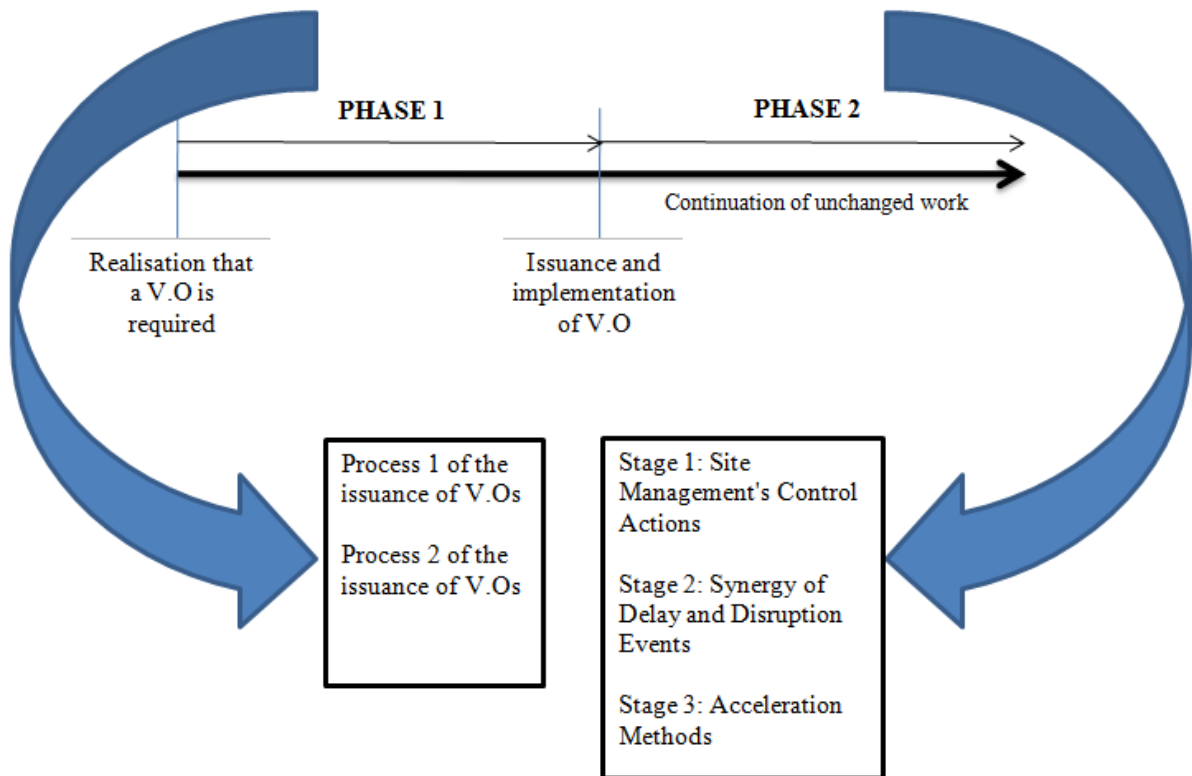 PHASE 1
PHASE 2
Continuation of unchanged work
Realisation that
a V.O is
required
Issuance and
implementation
of V.O
Process 1 of the
issuance of V.Os
Process 2 of the
issuance of V.Os
Stage 1: Site
Management's Control
Actions
Stage 2: Synergy of
Delay and Disruption
Events
Stage 3: Acceleration
Methods